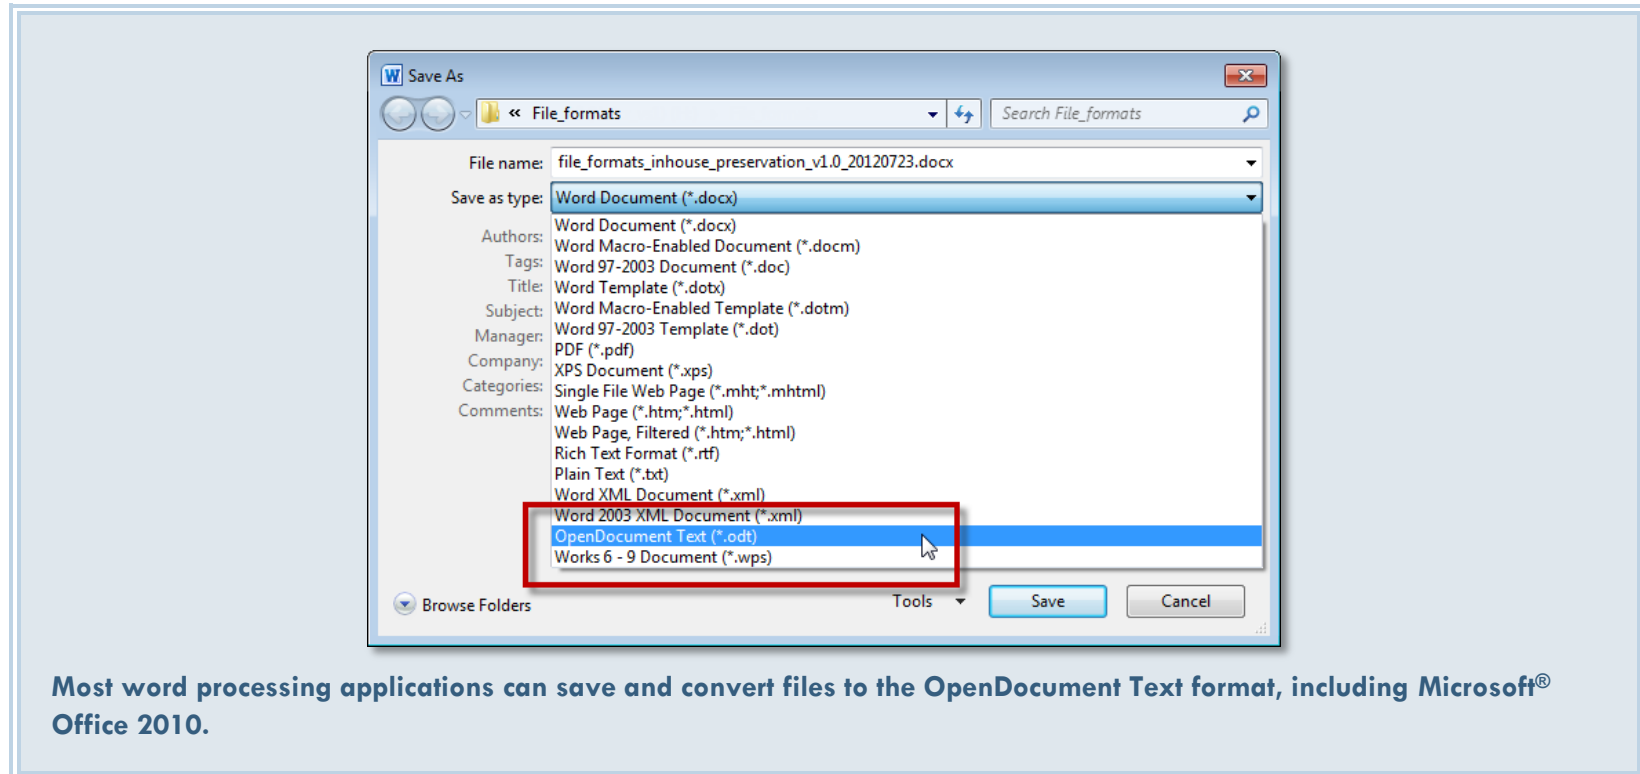 W Save As
« File_formats
Search File_formats
File name: file_formats_inhouse_preservation_v1.0_20120723.docx
Save as type: Word Document (*.docx)
Word Document (*.docx)
Authors:
Word Macro-Enabled Document (*.docm)
Tags:
Word 97-2003 Document (*.doc)
Title:
Word Template (*.dotx)
Subject:
Word Macro-Enabled Template (*.dotm)
Word 97-2003 Template (*.dot)
Manager:
PDF (*.pdf)
Company:
XPS Document (*.xps)
Categories:
Single File Web Page (*.mht;*.mhtml)
Comments:
Web Page (*.htm;*.html)
Web Page, Filtered (*.htm;*.html)
Rich Text Format (*.rtf)
Plain Text (*.txt)
Word XML Document (*.xml)
Word 2003 XML Document (*.xml)
OpenDocument Text (*.odt)
Works 6 - 9 Document (*.wps)
Browse Folders
Tools
Save
Cancel
Most word processing applications can save and convert files to the OpenDocument Text format, including Microsoft®
Office 2010.